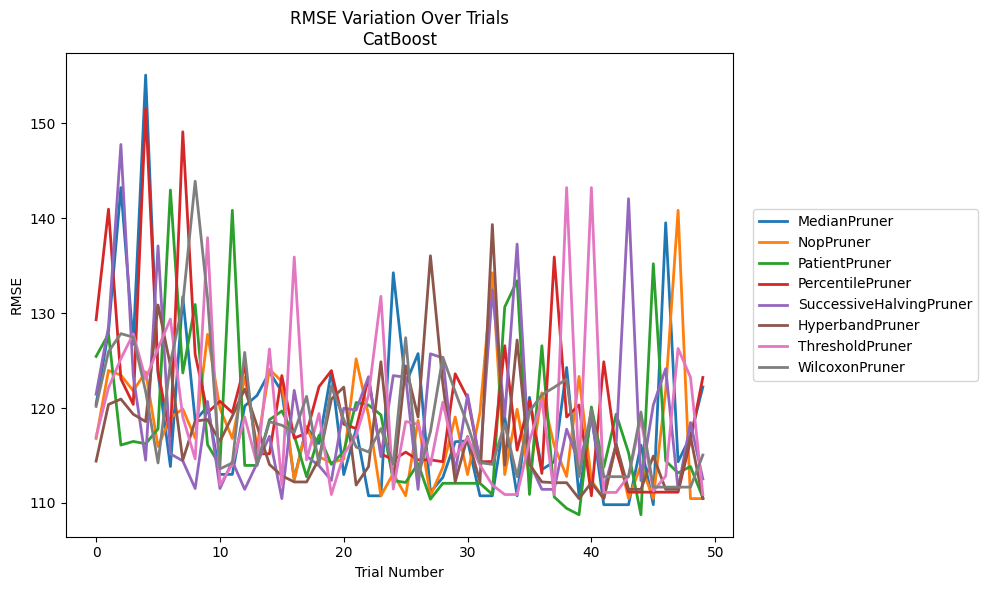 RMSE Variation Over Trials
CatBoost
RMSE
150
140
130
120
110
0 10 20 30 40 50
Trial Number
MedianPruner
NopPruner
PatientPruner
PercentilePruner
SuccessiveHalvingPruner
HyperbandPruner
ThresholdPruner
WilcoxonPruner